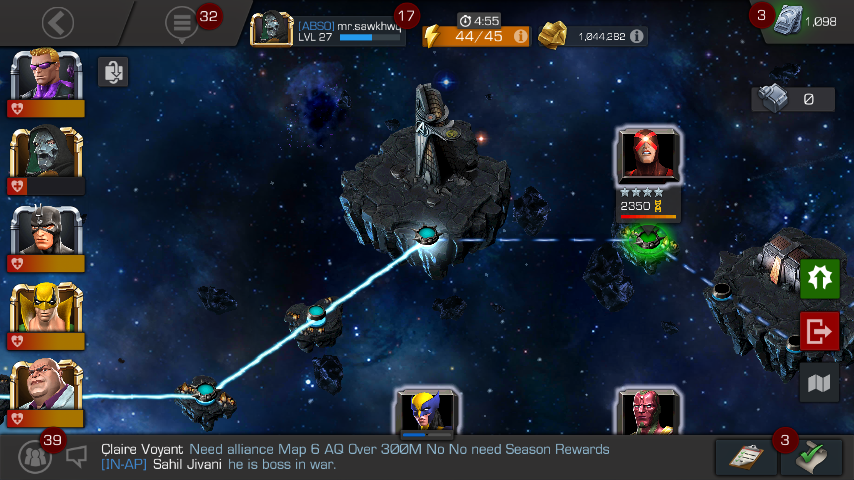 32
[ABSO] mr.sawkhwq
17
LVL 27
4:55
44/45
1,044,282
3
1,098
0
2350
39
Claire Voyant Need alliance Map 6 AQ Over 300M No No need Season Rewards
[IN-AP] Sahil Jivani he is boss in war.
3